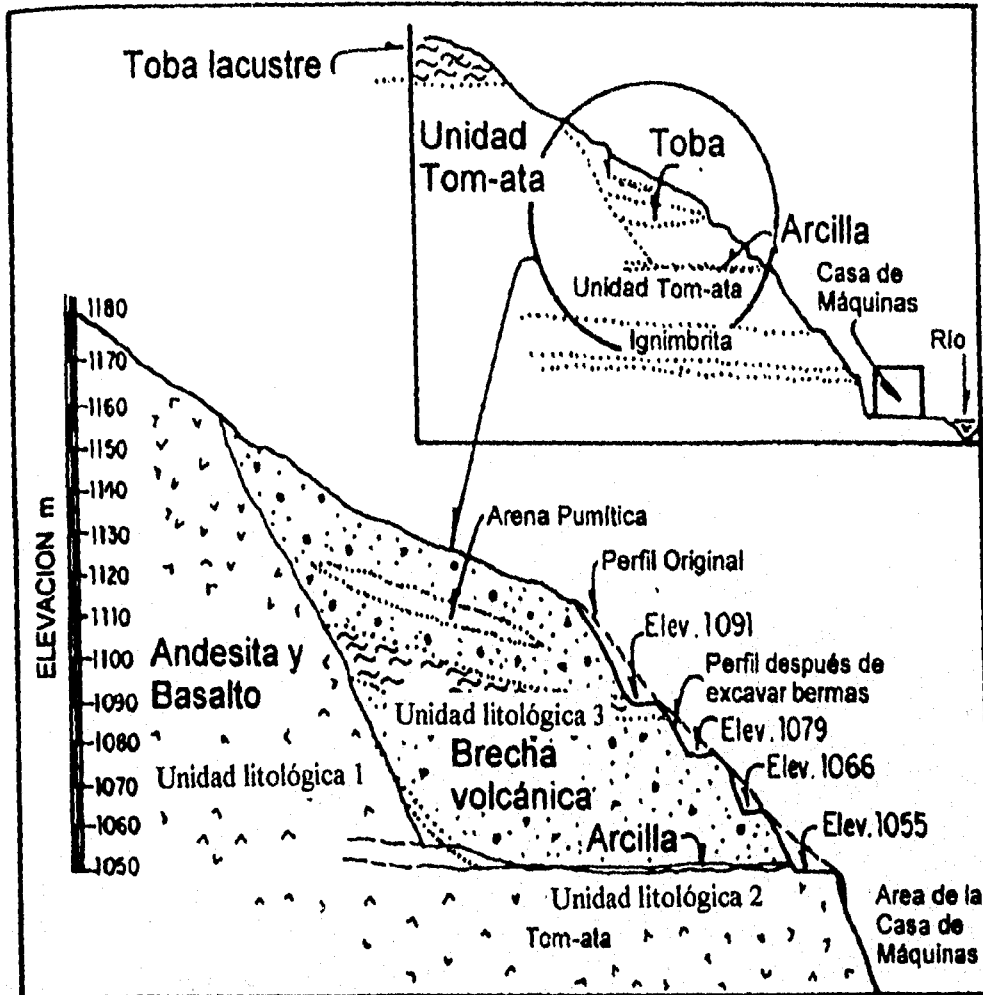 Toba lacustre
Unidad
Tom-ata
Toba
Arcilla
Unidad Tom-ata
Casa de
Máquinas
Ignimbrita
Río
ELEVACION m
1180
1170
1160
1150
1140
1130
1120
1110
1100
1090
1080
1070
1060
1050
Arena Pumítica
Perfil Original
Elev. 1091
Perfil después de
excavar bermas
Elev. 1079
Elev. 1066
Elev. 1055
Andesita y
Basalto
Unidad litológica 1
Unidad litológica 3
Brecha
volcánica
Arcilla
Unidad litológica 2
Tom-ata
Area de la
Casa de
Máquinas